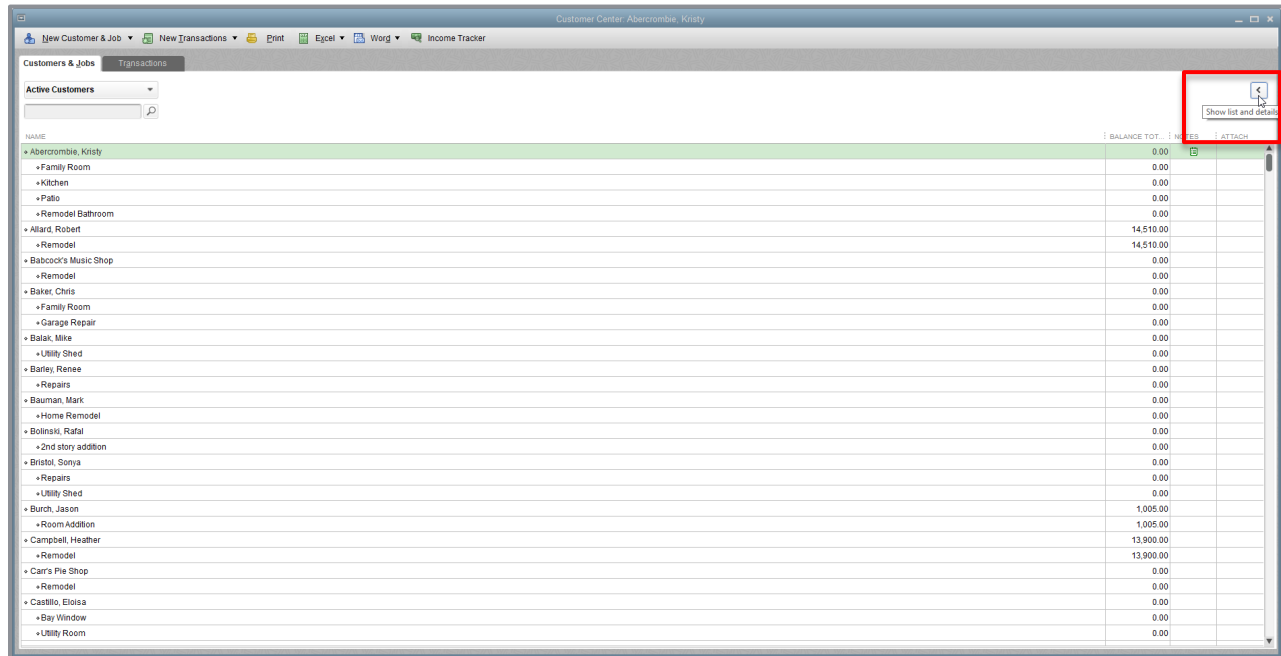 Customer Center: Abercrombie, Kristy
New Customer & Job New Transactions Print Excel Word Income Tracker
Customers & Jobs Transactions
Active Customers
Show list and details
NAME BALANCE TOT... NOTES ATTACH
Abercrombie, Kristy 0.00
Family Room 0.00
Kitchen 0.00
Patio 0.00
Remodel Bathroom 0.00
Allard, Robert 14,510.00
Remodel 14,510.00
Babcock's Music Shop 0.00
Remodel 0.00
Baker, Chris 0.00
Family Room 0.00
Garage Repair 0.00
Balak, Mike 0.00
Utility Shed 0.00
Barley, Renee 0.00
Repairs 0.00
Bauman, Mark 0.00
Home Remodel 0.00
Bolinski, Rafal 0.00
2nd story addition 0.00
Bristol, Sonya 0.00
Repairs 0.00
Utility Shed 0.00
Burch, Jason 1,005.00
Room Addition 1,005.00
Campbell, Heather 13,900.00
Remodel 13,900.00
Carr's Pie Shop 0.00
Remodel 0.00
Castillo, Eloisa 0.00
Bay Window 0.00
Utility Room 0.00